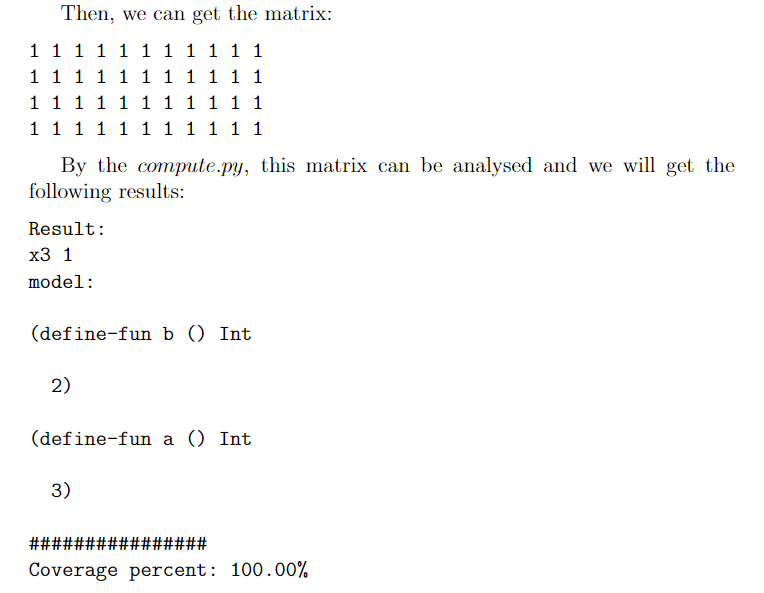 Then, we can get the matrix:
1 1 1 1 1 1 1 1 1 1 1
1 1 1 1 1 1 1 1 1 1 1
1 1 1 1 1 1 1 1 1 1 1
1 1 1 1 1 1 1 1 1 1 1
By the compute.py, this matrix can be analysed and we will get the
following results:
Result:
x3 1
model:
(define-fun b () Int
2)
(define-fun a () Int
3)
################
Coverage percent: 100.00%